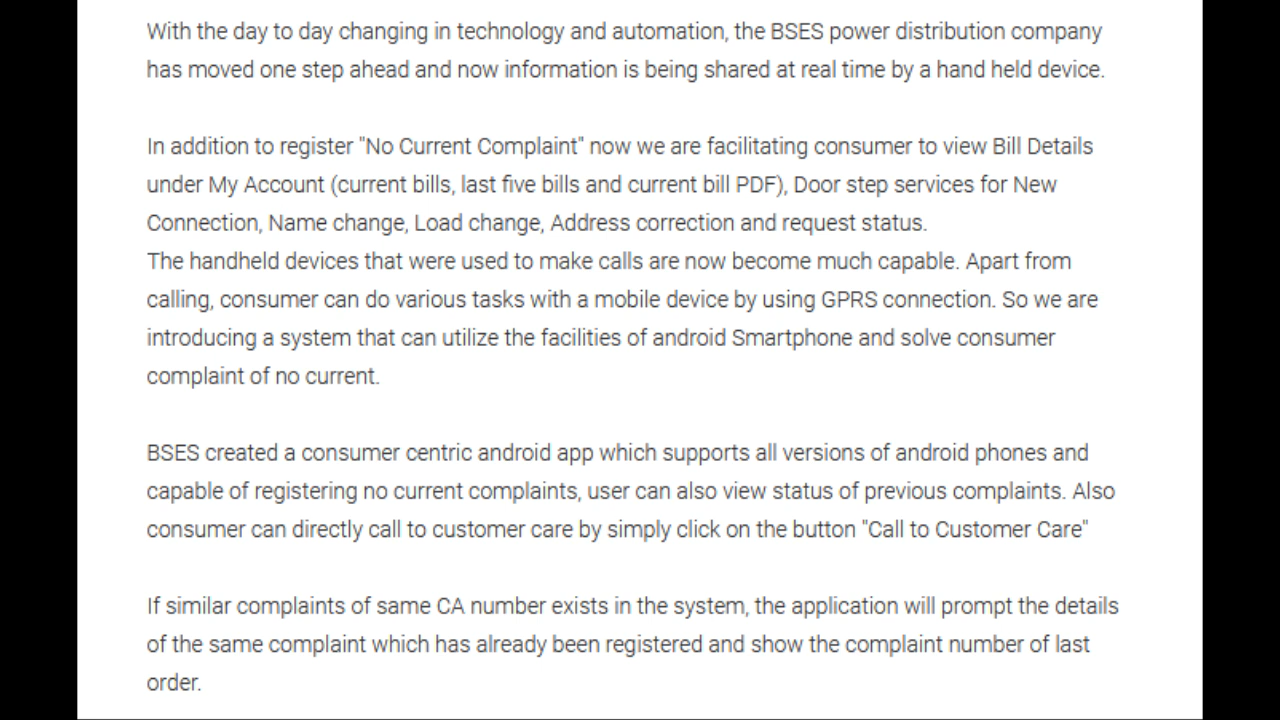 With the day to day changing in technology and automation, the BSES power distribution company
has moved one step ahead and now information is being shared at real time by a hand held device.
In addition to register "No Current Complaint" now we are facilitating consumer to view Bill Details
under My Account (current bills, last five bills and current bill PDF), Door step services for New
Connection, Name change, Load change, Address correction and request status.
The handheld devices that were used to make calls are now become much capable. Apart from
calling, consumer can do various tasks with a mobile device by using GPRS connection. So we are
introducing a system that can utilize the facilities of android Smartphone and solve consumer
complaint of no current.
BSES created a consumer centric android app which supports all versions of android phones and
capable of registering no current complaints, user can also view status of previous complaints. Also
consumer can directly call to customer care by simply click on the button "Call to Customer Care"
If similar complaints of same CA number exists in the system, the application will prompt the details
of the same complaint which has already been registered and show the complaint number of last
order.